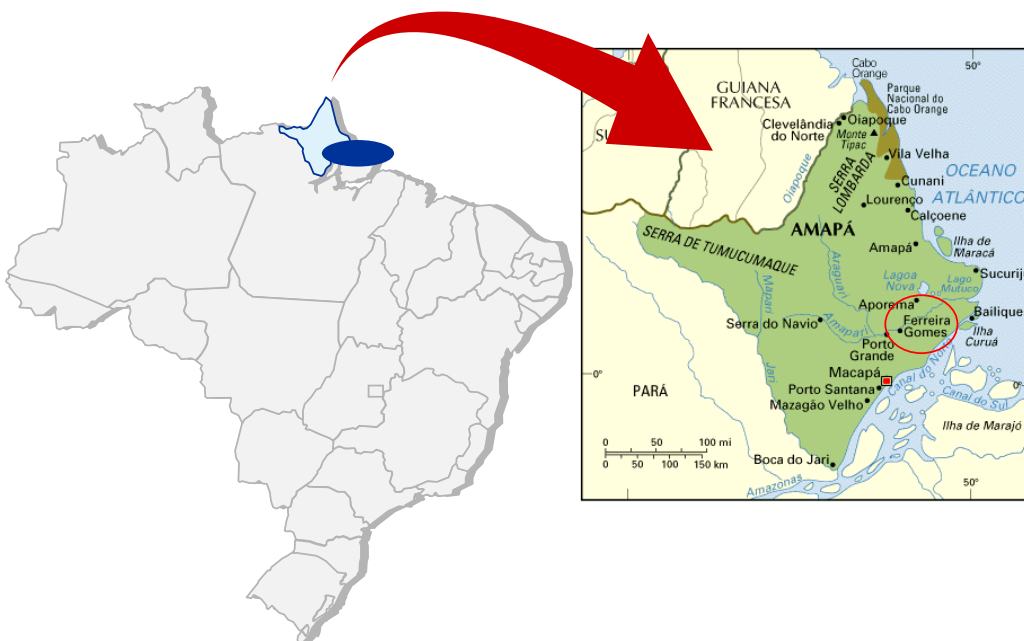 50°
Cabo
Orange
Parque
Nacional do
Cabo Orange
GUIANA
FRANCESA
SU
Clevelândia
do Norte
Oiapoque
Monte
Tipac
Vila Velha
Oiapoque
SERRA
LOMBARDA
OCEANO
ATLÂNTICO
Cunani
Lourenço
Calçoene
AMAPÁ
SERRA DE TUMUCUMAQUE
Amapá
Ilha de
Maracá
Araguari
Lagoa
Nova
Lago
Mutuco
Sucurij
Mapari
Aporema
Serra do Navio
Amapari
Ferreira
Gomes
Bailique
Ilha
Curuá
Porto
Grande
Jari
Macapá
Canal do Norte
0°
0°
PARÁ
Porto Santana
Mazagão Velho
Canal do Sul
Ilha de Marajó
0 50 100 mi
0 50 100 150 km
Boca do Jari
Amazonas
50°